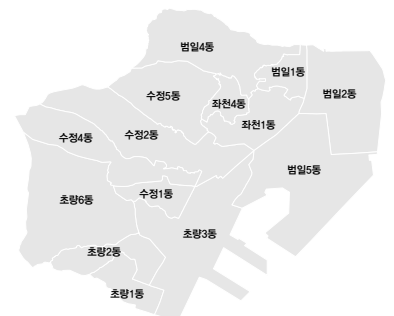 범일4동
범일1동
범일2동
수정5동
좌천4동
좌천1동
수정4동
수정2동
범일5동
수정1동
초량6동
초량3동
초량2동
초량1동